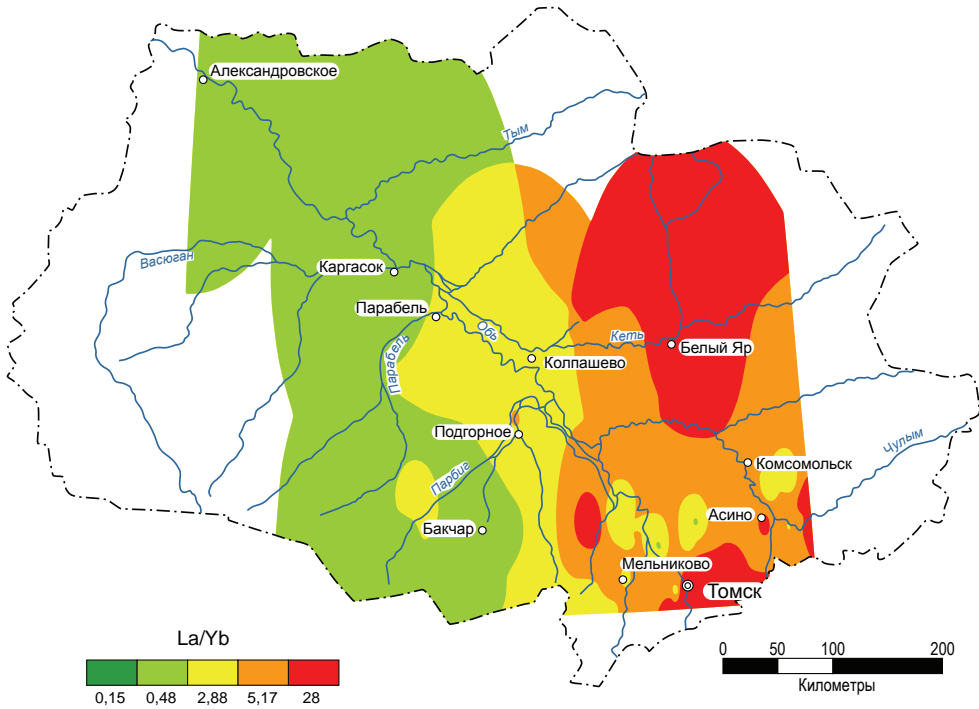 Александровское
Тым
Васюган
Каргасок
Парабель
Обь
Кеть
Белый Яр
Парабель
Колпашево
Подгорное
Чулым
Комсомольск
Парбиг
Асино
Бакчар
Мельниково
Томск
La/Yb
0,15 0,48 2,88 5,17 28
0 50 100 200
Километры